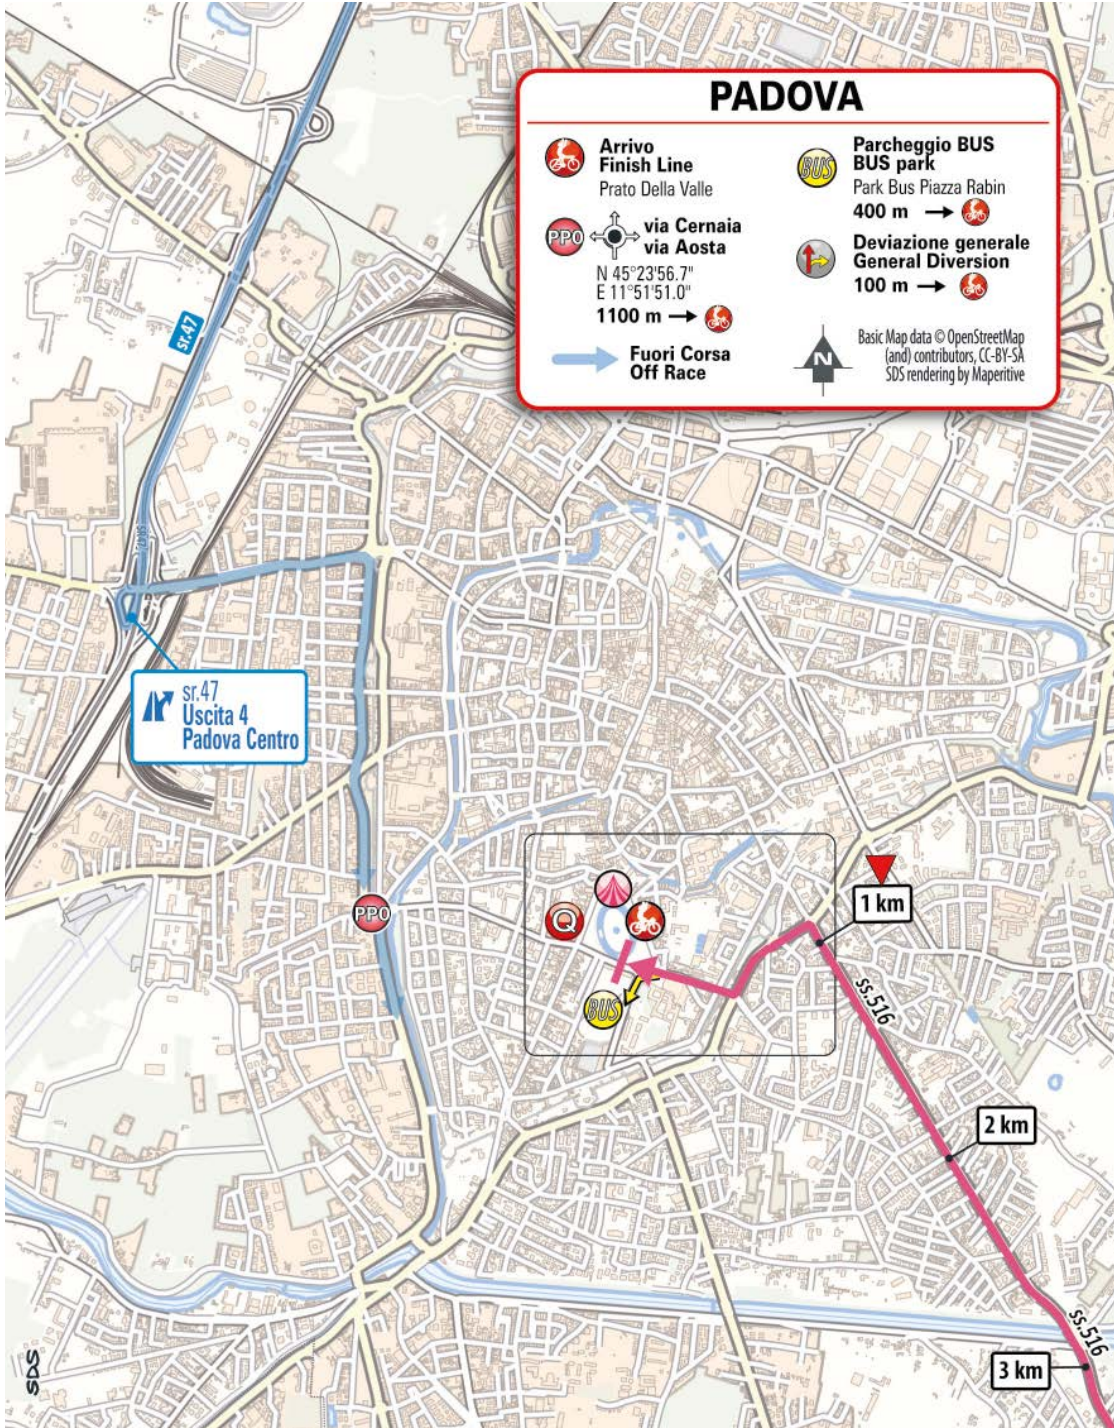 PADOVA
Arrivo
Finish Line
Prato Della Valle
PPO
via Cernaia
via Aosta
N 45°23'56.7"
E 11°51'51.0"
1100 m
Fuori Corsa
Off Race
BUS
Parcheggio BUS
BUS park
Park Bus Piazza Rabin
400 m
Deviazione generale
General Diversion
100 m
N
Basic Map data © OpenStreetMap
(and) contributors, CC-BY-SA
SDS rendering by Maperitive
sr.47
sr.47
Uscita 4
Padova Centro
PPO
Q
BUS
1 km
ss.516
2 km
ss.516
3 km
SDS